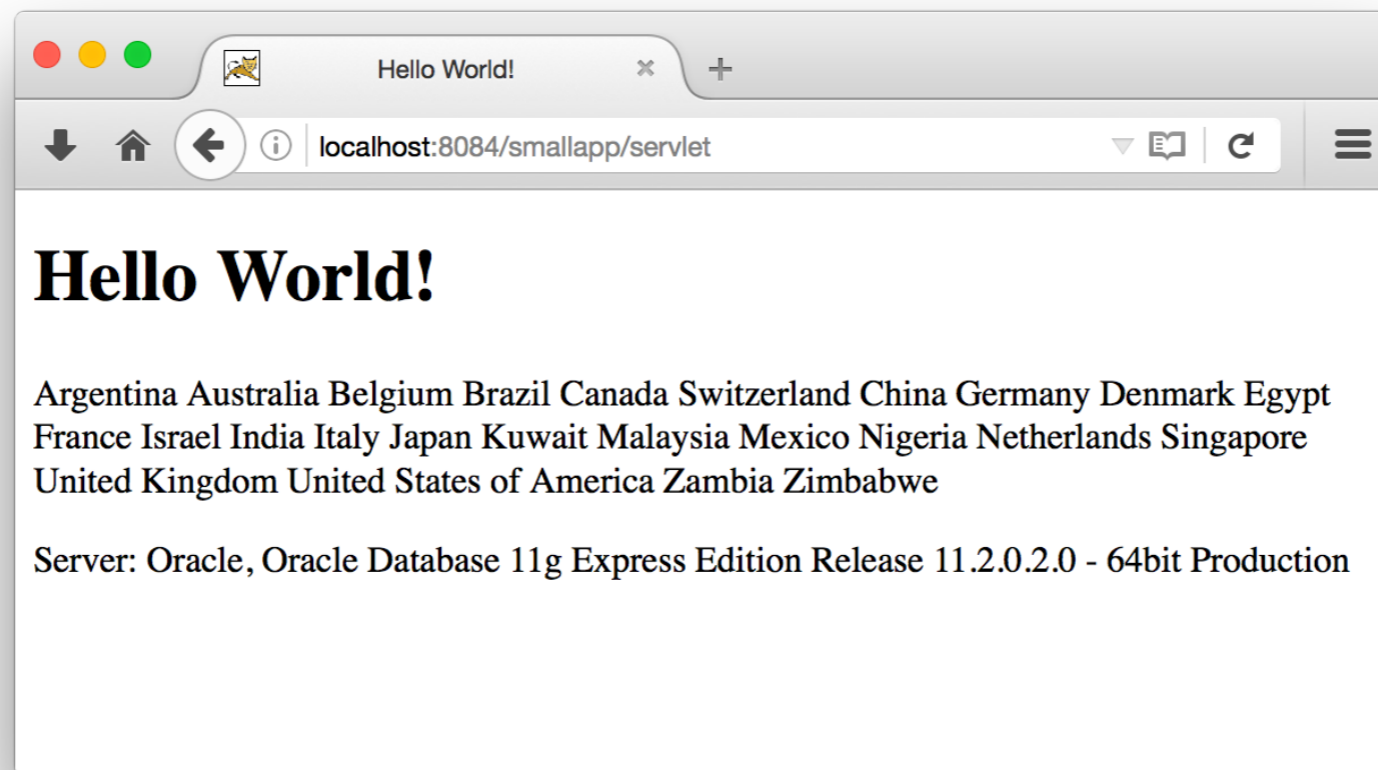 Hello World!
localhost:8084/smallapp/servlet
Hello World!
Argentina Australia Belgium Brazil Canada Switzerland China Germany Denmark Egypt
France Israel India Italy Japan Kuwait Malaysia Mexico Nigeria Netherlands Singapore
United Kingdom United States of America Zambia Zimbabwe
Server: Oracle, Oracle Database 11g Express Edition Release 11.2.0.2.0 - 64bit Production